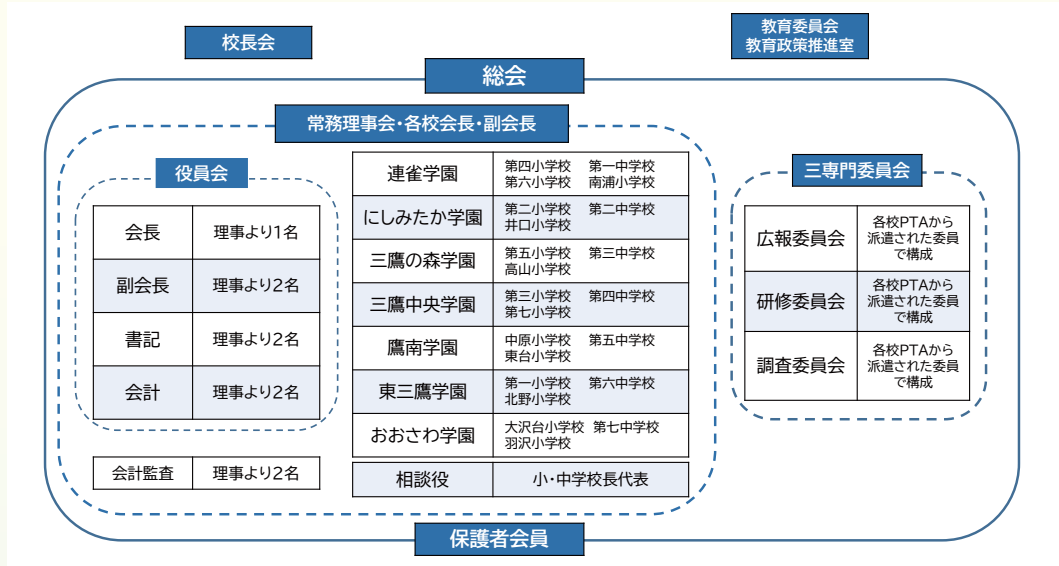 校長会
教育委員会
教育政策推進室
総会
常務理事会・各校会長・副会長
役員会
会長 理事より1名
副会長 理事より2名
書記 理事より2名
会計 理事より2名
会計監査 理事より2名
連雀学園 第四小学校 第一中学校
第六小学校 南浦小学校
にしみたか学園 第二小学校 第二中学校
井口小学校
三鷹の森学園 第五小学校 第三中学校
高山小学校
三鷹中央学園 第三小学校 第四中学校
第七小学校
鷹南学園 中原小学校 第五中学校
東台小学校
東三鷹学園 第一小学校 第六中学校
北野小学校
おおさわ学園 大沢台小学校 第七中学校
羽沢小学校
相談役 小・中学校長代表
三専門委員会
広報委員会 各校PTAから
派遣された委員
で構成
研修委員会 各校PTAから
派遣された委員
で構成
調査委員会 各校PTAから
派遣された委員
で構成
保護者会員